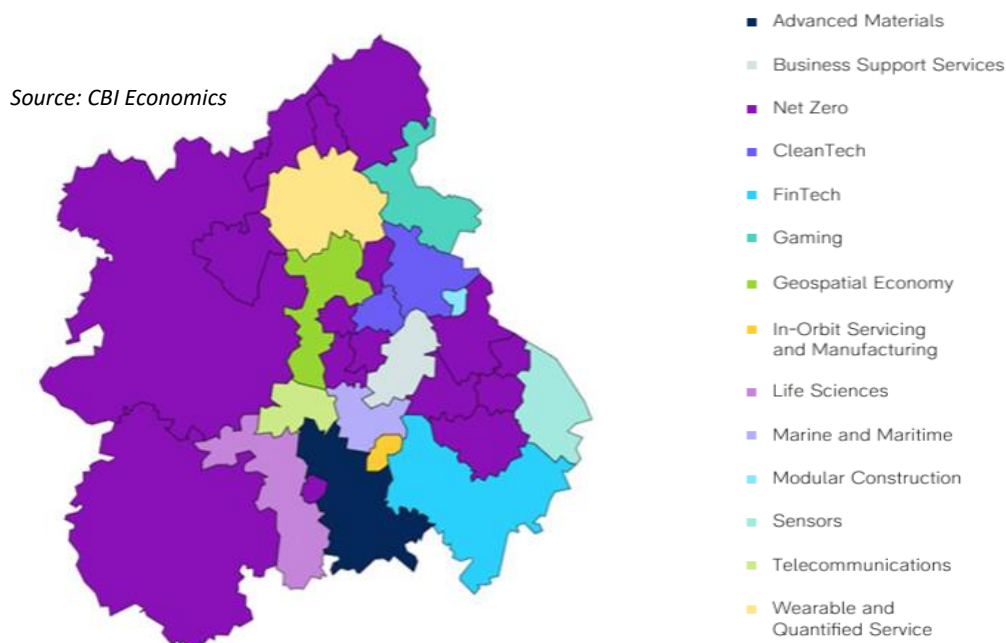 Source: CBI Economics
Advanced Materials
Business Support Services
Net Zero
CleanTech
FinTech
Gaming
Geospatial Economy
In-Orbit Servicing
and Manufacturing
Life Sciences
Marine and Maritime
Modular Construction
Sensors
Telecommunications
Wearable and
Quantified Service